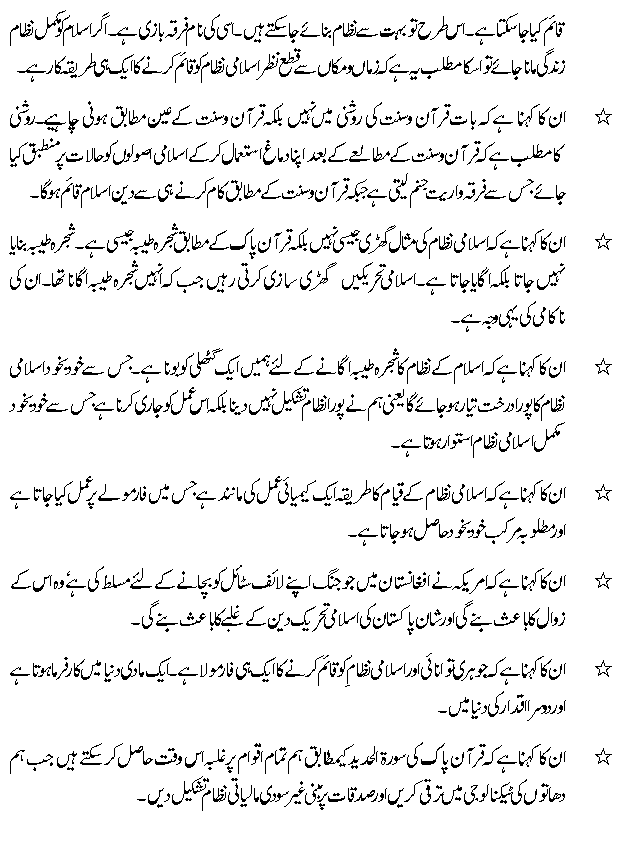 قائم کیا جا سکتا ہے۔ اس طرح تو بہت سے نظام بنائے جا سکتے ہیں۔ اسی کی نام فرقہ بازی ہے۔ اگر اسلام کو مکمل نظام
زندگی مانا جائے تو اسکا مطلب یہ ہے کہ زمان و مکاں سے قطع نظر اسلامی نظام کو قائم کرنے کا ایک ہی طریقہ کار ہے۔
☆ ان کا کہنا ہے کہ بات قرآن وسنت کی روشنی میں نہیں بلکہ قرآن وسنت کے عین مطابق ہونی چاہیے۔ روشنی
کا مطلب ہے کہ قرآن وسنت کے مطالعے کے بعد اپنا دماغ استعمال کر کے اسلامی اصولوں کو حالات پر منطبق کیا
جائے جس سے فرقہ واریت جنم لیتی ہے جبکہ قرآن وسنت کے مطابق کام کرنے ہی سے دین اسلام قائم ہوگا۔
☆ ان کا کہنا ہے کہ اسلامی نظام کی مثال گھڑی جیسی نہیں بلکہ قرآن پاک کے مطابق شجرہ طیبہ جیسی ہے۔ شجرہ طیبہ بنایا
نہیں جاتا بلکہ اگایا جاتا ہے۔ اسلامی تحریکیں گھڑی سازی کرتی رہیں جب کہ انہیں شجرہ طیبہ اگانا تھا۔ ان کی
ناکامی کی یہی وجہ ہے۔
☆ ان کا کہنا ہے کہ اسلام کے نظام کا شجرہ طیبہ اگانے کے لئے ہمیں ایک گٹھلی کو بونا ہے۔ جس سے خود بخود اسلامی
نظام کا پورا درخت تیار ہو جائے گا یعنی ہم نے پورا نظام تشکیل نہیں دینا بلکہ اس عمل کو جاری کرنا ہے جس سے خود بخود
مکمل اسلامی نظام استوار ہوتا ہے۔
☆ ان کا کہنا ہے کہ اسلامی نظام کے قیام کا طریقہ ایک کیمیائی عمل کی مانند ہے جس میں فارمولے پر عمل کیا جاتا ہے
اور مطلوبہ مرکب خود بخود حاصل ہو جاتا ہے۔
☆ ان کا کہنا ہے کہ امریکہ نے افغانستان میں جو جنگ اپنے لائف سٹائل کو بچانے کے لئے مسلط کی ہے وہ اس کے
زوال کا باعث بنے گی اور شان پاکستان کی اسلامی تحریک دین کے غلبے کا باعث بنے گی۔
☆ ان کا کہنا ہے کہ جوہری توانائی اور اسلامی نظام کو قائم کرنے کا ایک ہی فارمولا ہے۔ ایک مادی دنیا میں کارفرما ہوتا ہے
اور دوسرا اقدار کی دنیا میں۔
☆ ان کا کہنا ہے کہ قرآن پاک کی سورۃ الحدید کیمطابق ہم تمام اقوام پر غلبہ اس وقت حاصل کر سکتے ہیں جب ہم
دھاتوں کی ٹیکنالوجی میں ترقی کریں اور صدقات پر مبنی غیر سودی مالیاتی نظام تشکیل دیں۔